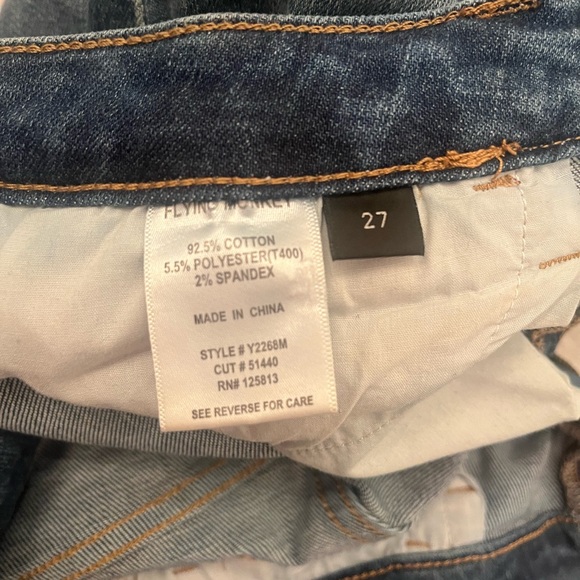 FLYING MONKEY
92.5% COTTON
5.5% POLYESTER(T400)
2% SPANDEX
MADE IN CHINA
STYLE # Y2268M
CUT # 51440
RN# 125813
SEE REVERSE FOR CARE
27